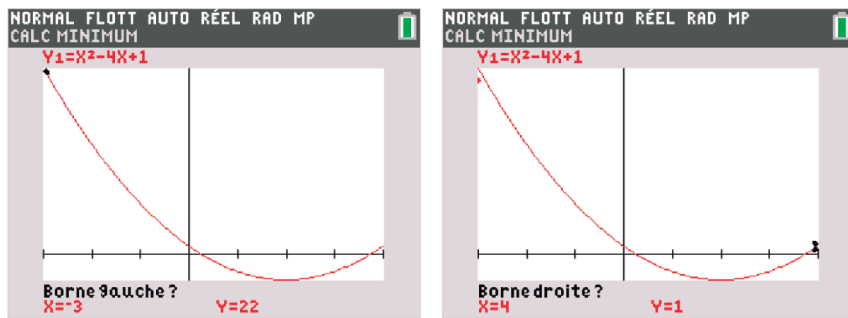 NORMAL FLOTT AUTO RÉEL RAD MP
CALC MINIMUM
Y₁=X²-4X+1
Borne gauche ?
X=-3 Y=22
NORMAL FLOTT AUTO RÉEL RAD MP
CALC MINIMUM
Y₁=X²-4X+1
Borne droite ?
X=4 Y=1